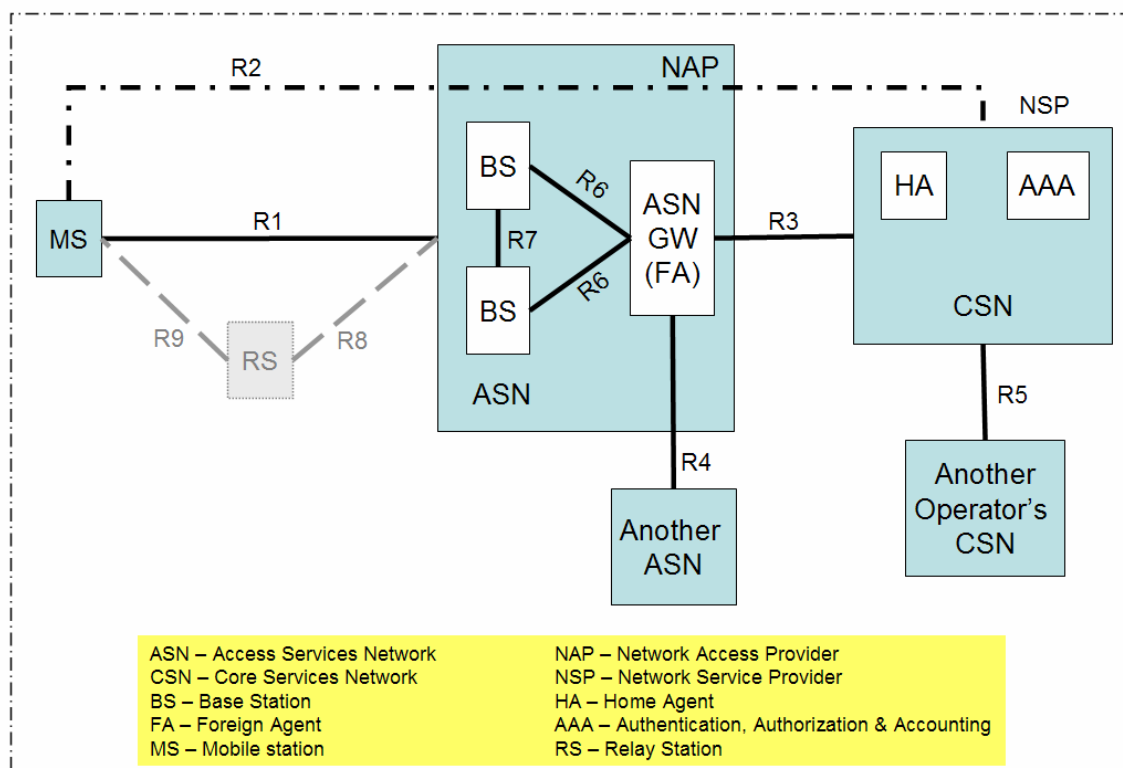 R2
NAP
NSP
BS
HA
AAA
R6
ASN
GW
(FA)
MS
R1
R7
R3
R6
BS
CSN
R9
RS
R8
ASN
R5
R4
Another
Operator's
CSN
Another
ASN
ASN – Access Services Network
CSN – Core Services Network
BS – Base Station
FA – Foreign Agent
MS – Mobile station
NAP – Network Access Provider
NSP – Network Service Provider
HA – Home Agent
AAA – Authentication, Authorization & Accounting
RS – Relay Station